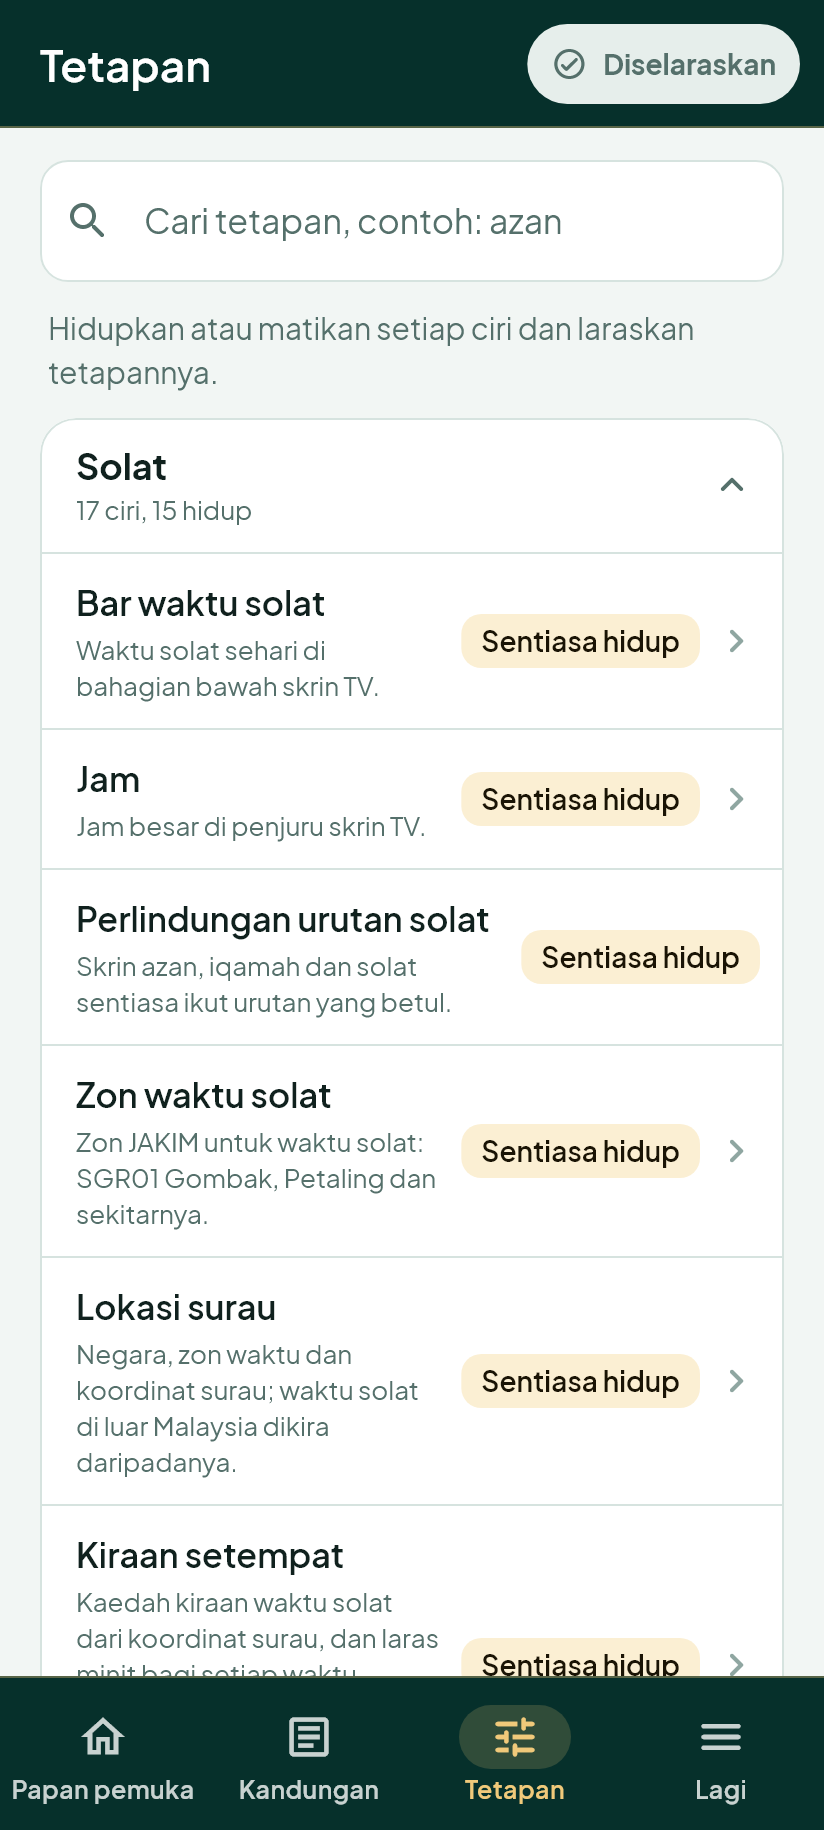 Tetapan
Diselaraskan
Cari tetapan, contoh: azan
Hidupkan atau matikan setiap ciri dan laraskan
tetapannya.
Solat
17 ciri, 15 hidup
Bar waktu solat
Waktu solat sehari di
bahagian bawah skrin TV.
Sentiasa hidup
Jam
Jam besar di penjuru skrin TV.
Sentiasa hidup
Perlindungan urutan solat
Skrin azan, iqamah dan solat
sentiasa ikut urutan yang betul.
Sentiasa hidup
Zon waktu solat
Zon JAKIM untuk waktu solat:
SGR01 Gombak, Petaling dan
sekitarnya.
Sentiasa hidup
Lokasi surau
Negara, zon waktu dan
koordinat surau; waktu solat
di luar Malaysia dikira
daripadanya.
Sentiasa hidup
Kiraan setempat
Kaedah kiraan waktu solat
dari koordinat surau, dan laras
minit bagi setiap waktu
Sentiasa hidup
Papan pemuka
Kandungan
Tetapan
Lagi